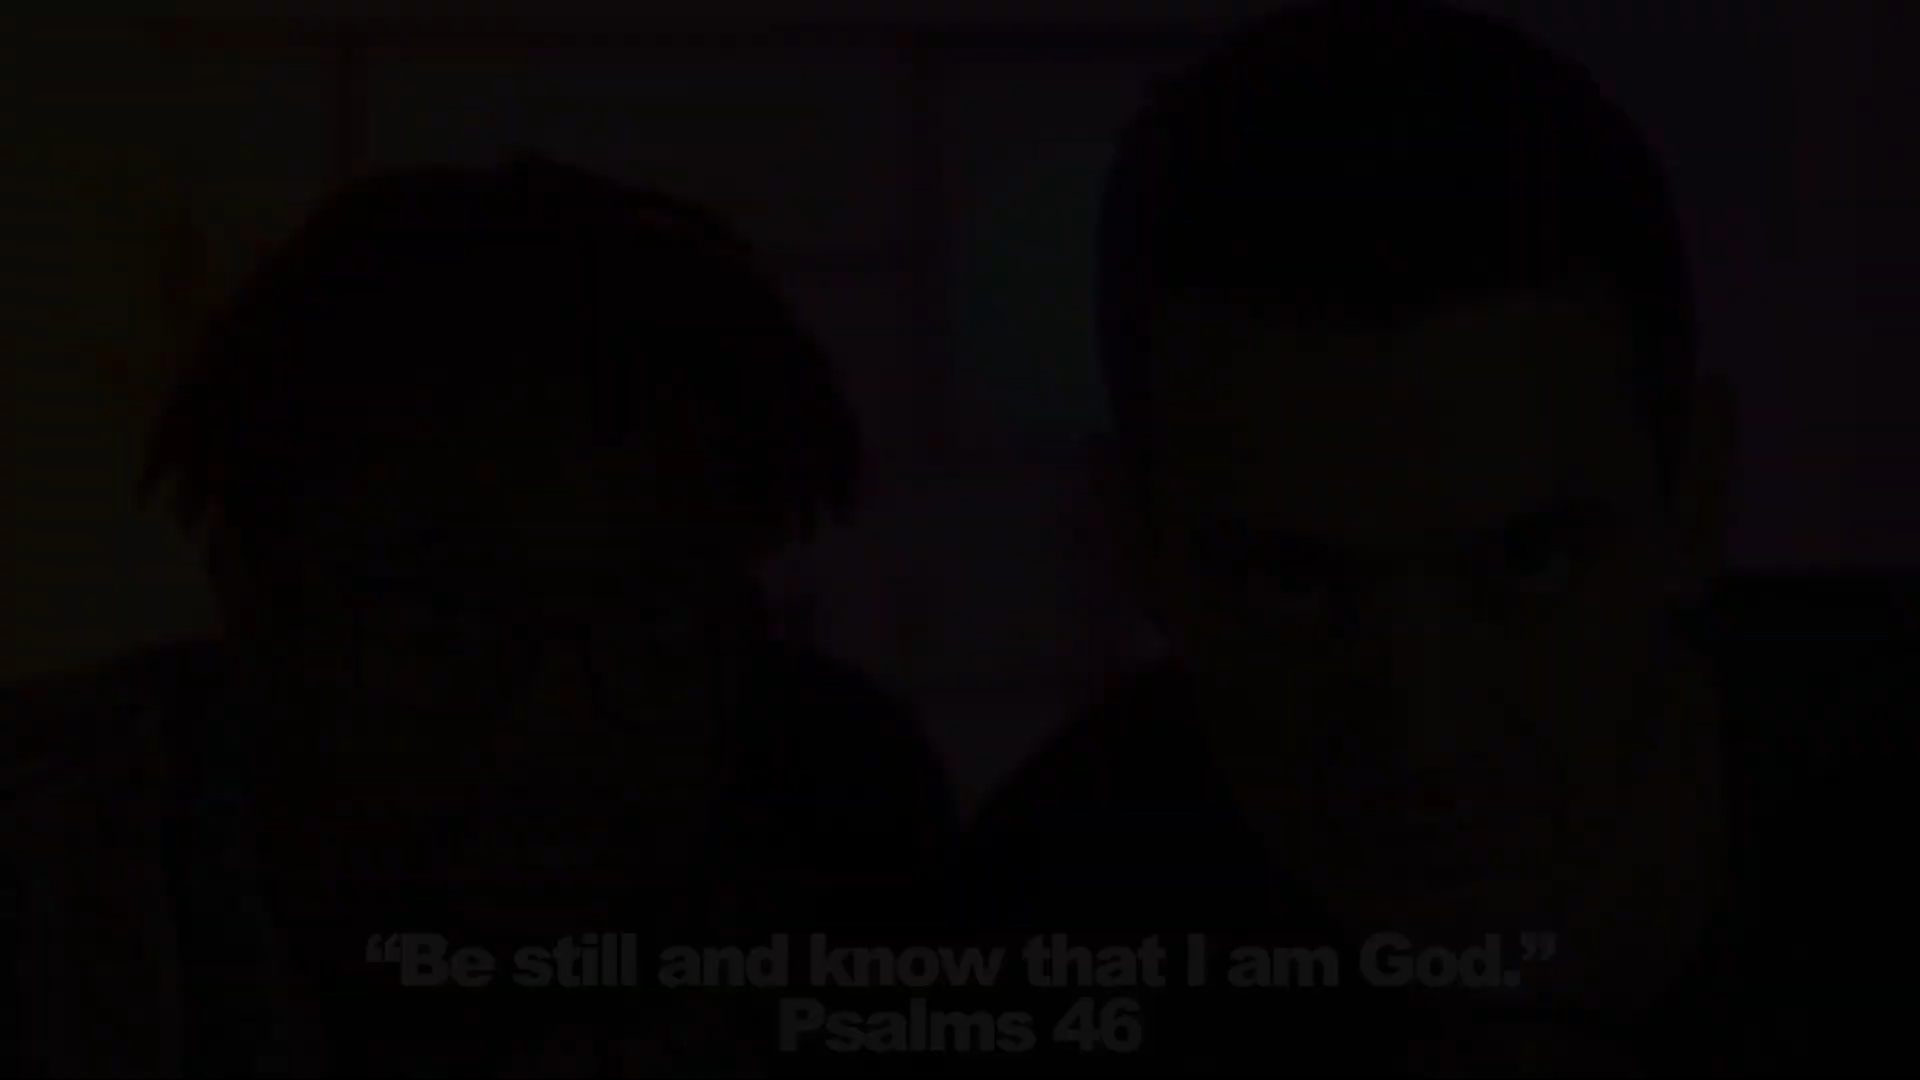 “Be still and know that I am God.”
Psalms 46